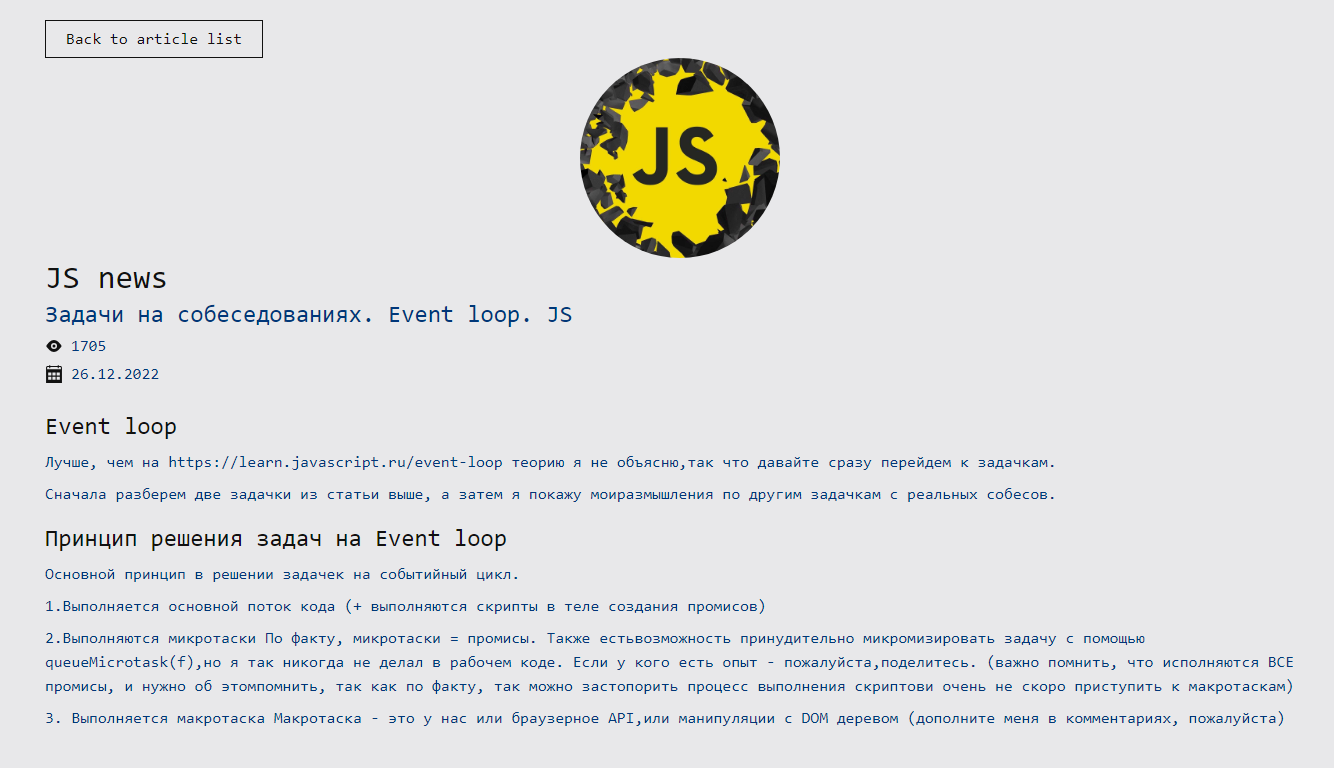 Back to article list
JS
JS news
Задачи на собеседованиях. Event loop. JS
1705
26.12.2022
Event loop
Лучше, чем на https://learn.javascript.ru/event-loop теорию я не объясню,так что давайте сразу перейдем к задачкам.
Сначала разберем две задачки из статьи выше, а затем я покажу моиразмышления по другим задачкам с реальных собесов.
Принцип решения задач на Event loop
Основной принцип в решении задачек на событийный цикл.
1.Выполняется основной поток кода (+ выполняются скрипты в теле создания промисов)
2.Выполняются микротаски По факту, микротаски = промисы. Также естьвозможность принудительно микромизировать задачу с помощью
queueMicrotask(f),но я так никогда не делал в рабочем коде. Если у кого есть опыт - пожалуйста,поделитесь. (важно помнить, что исполняются ВСЕ
промисы, и нужно об этомпомнить, так как по факту, так можно застопорить процесс выполнения скриптови очень не скоро приступить к макротаскам)
3. Выполняется макротаска Макротаска - это у нас или браузерное API,или манипуляции с DOM деревом (дополните меня в комментариях, пожалуйста)